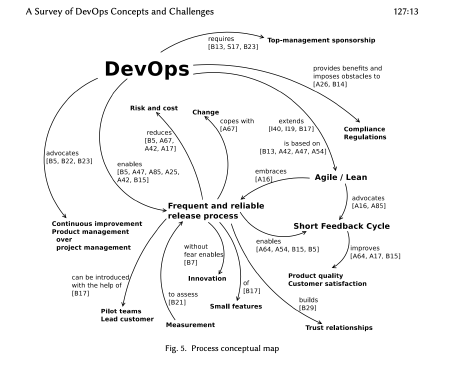 A Survey of DevOps Concepts and Challenges
127:13
requires
[B13, S17, B23]
Top-management sponsorship
DevOps
provides benefits and
imposes obstacles to
[A26, B14]
Risk and cost
Change
copes with
[A67]
extends
[I40, I19, B17]
Compliance
Regulations
reduces
[B5, A67,
A42, A17]
is based on
[B13, A42, A47, A54]
advocates
[B5, B22, B23]
enables
[B5, A47, A85, A25,
A42, B15]
embraces
[A16]
Agile / Lean
advocates
[A16, A85]
Frequent and reliable
release process
Continuous improvement
Product management
over
project management
Short Feedback Cycle
enables
[A64, A54, B15, B5]
without
fear enables
[B7]
improves
[A64, A17, B15]
can be introduced
with the help of
[B17]
Innovation
of
[B17]
Product quality
Customer satisfaction
to assess
[B21]
Small features
builds
[B29]
Pilot teams
Lead customer
Measurement
Trust relationships
Fig. 5. Process conceptual map